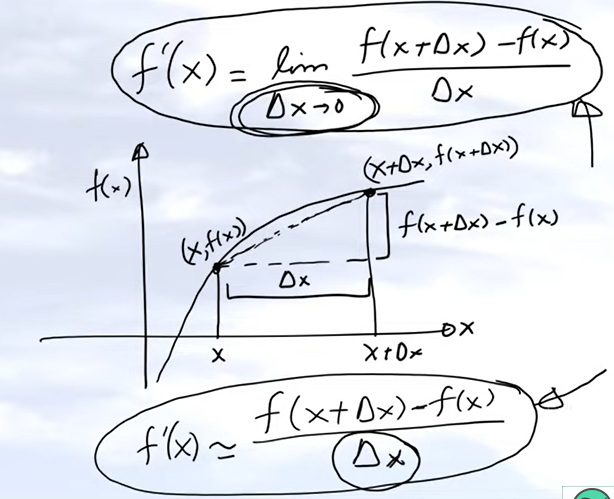 f'(x) = lim Δx→0 f(x+Δx) - f(x) / Δx
(x+Δx, f(x+Δx))
f(x)
(x, f(x))
f(x+Δx) - f(x)
Δx
x
x
x+Δx
f'(x) ≃ f(x+Δx) - f(x) / Δx